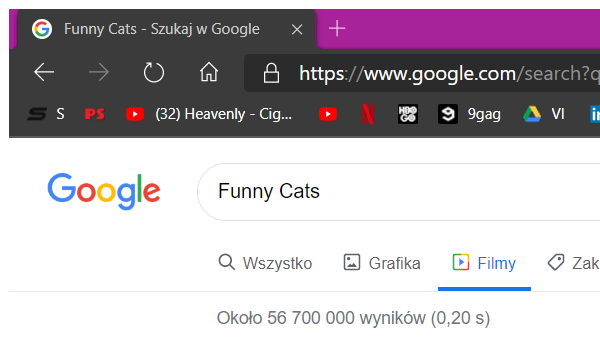 Funny Cats - Szukaj w Google
https://www.google.com/search?q
S PS (32) Heavenly - Cig... HBO GO 9gag VI in
Google Funny Cats
Wszystko Grafika Filmy Zak
Około 56 700 000 wyników (0,20 s)